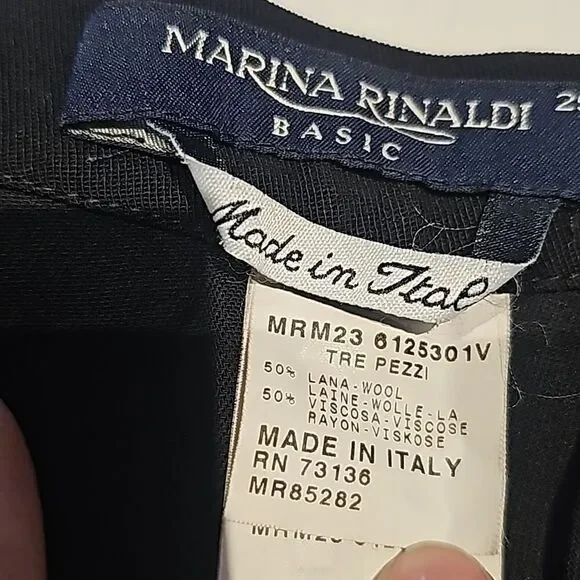 MARINA RINALDI
BASIC
Made in Ital
MRM23 6125301V
TRE PEZZI
50% LANA-WOOL
LAINE-WOLLE-LA
50% VISCOSA-VISCOSE
RAYON-VISKOSE
MADE IN ITALY
RN 73136
MR85282